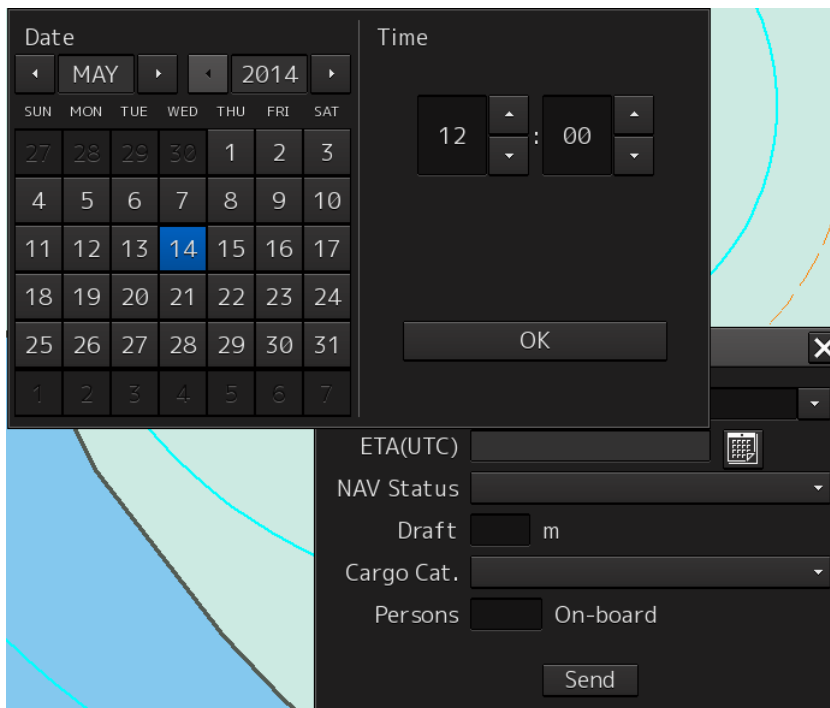 Date
Time
MAY 2014
SUN MON TUE WED THU FRI SAT
27 28 29 30 1 2 3
12 : 00
4 5 6 7 8 9 10
11 12 13 14 15 16 17
18 19 20 21 22 23 24
25 26 27 28 29 30 31
OK
1 2 3 4 5 6 7
ETA(UTC)
NAV Status
Draft m
Cargo Cat.
Persons On-board
Send